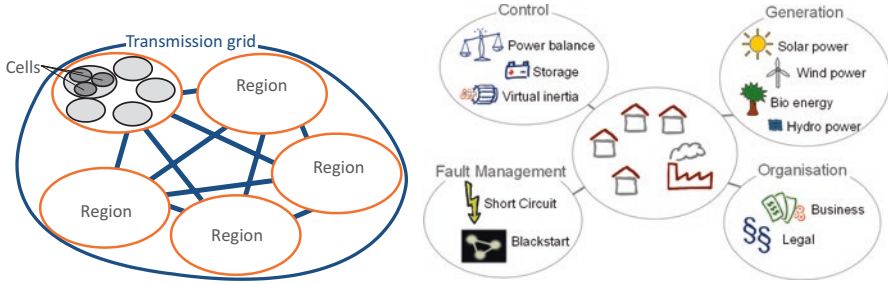 Transmission grid
Cells
Region
Region
Region
Region
Control
Power balance
Storage
Virtual inertia
Generation
Solar power
Wind power
Bio energy
Hydro power
Fault Management
Short Circuit
Blackstart
Organisation
Business
§§ Legal